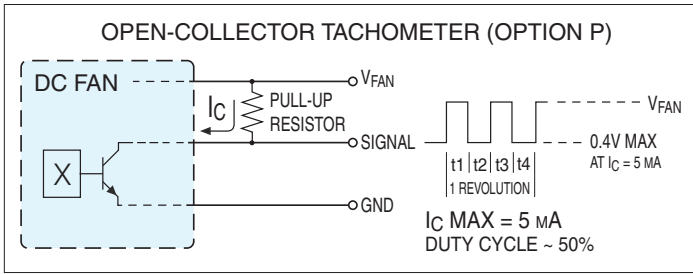 OPEN-COLLECTOR TACHOMETER (OPTION P)
DC FAN
VFAN
IC
PULL-UP
RESISTOR
SIGNAL
GND
X
VFAN
0.4V MAX
AT IC = 5 MA
t1 t2 t3 t4
1 REVOLUTION
IC MAX = 5 MA
DUTY CYCLE ~ 50%